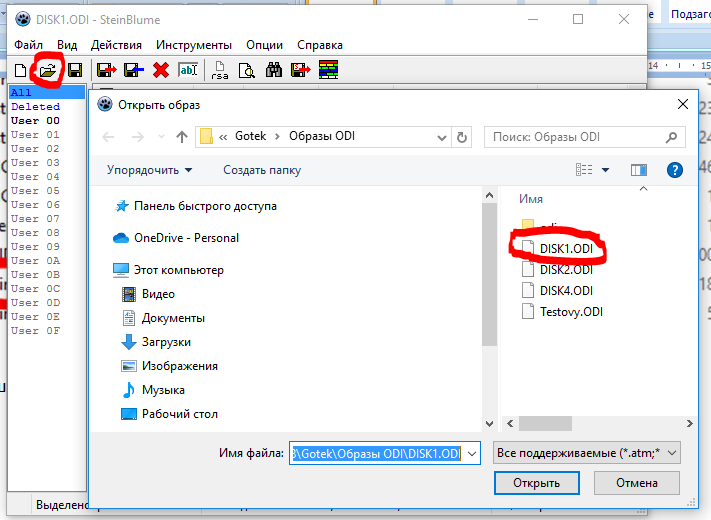 DISK1.ODI - SteinBlume
Файл Вид Действия Инструменты Опции Справка
Подзаго
rsa
14 15
All
Deleted
User 00
User 01
User 02
User 03
User 04
User 05
User 06
User 07
User 08
User 09
User 0A
User 0B
User 0C
User 0D
User 0E
User 0F
Открыть образ
« Gotek › Образы ODI
Поиск: Образы ODI
Упорядочить Создать папку
Панель быстрого доступа
OneDrive - Personal
Этот компьютер
Видео
Документы
Загрузки
Изображения
Музыка
Рабочий стол
Имя
DISK1.ODI
DISK2.ODI
DISK4.ODI
Testovy.ODI
Имя файла: \Gotek\Образы ODI\DISK1.ODI
Все поддерживаемые (*.atm;*
Открыть Отмена